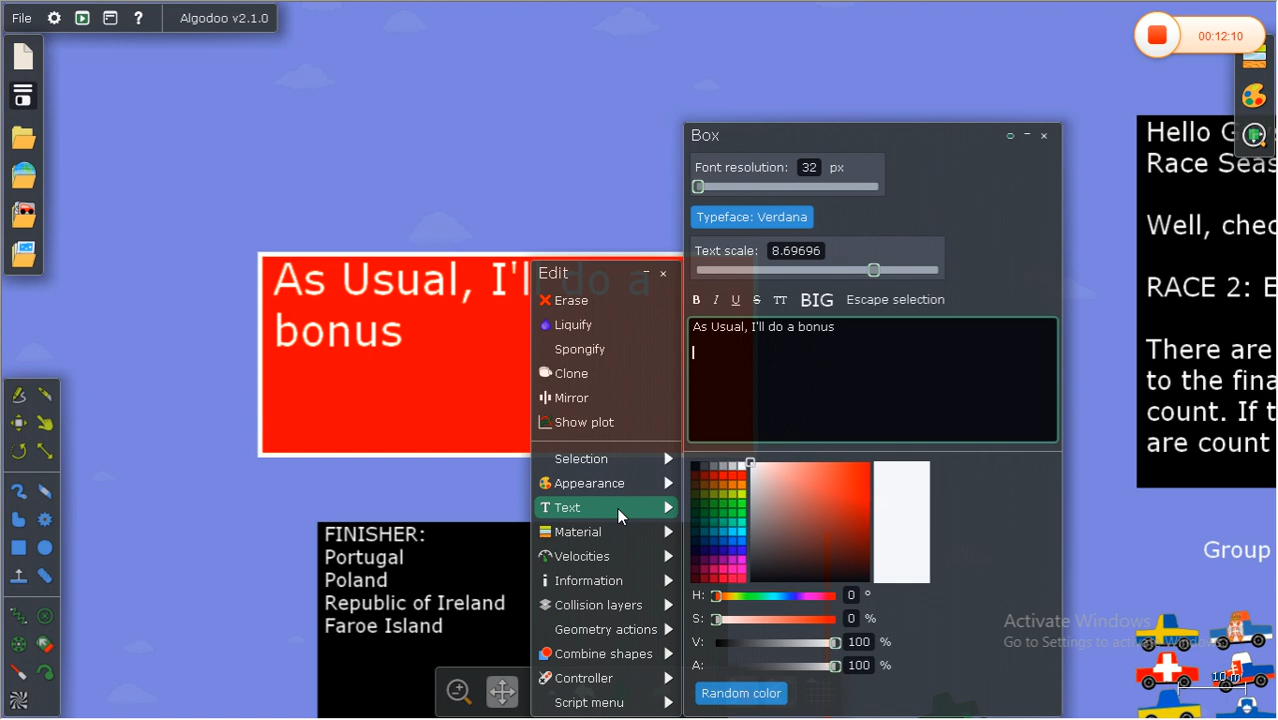 File
?
Algodoo v2.1.0
00:12:10
As Usual, I'll do a
bonus
Edit
Erase
Liquify
Spongify
Clone
Mirror
Show plot
Selection
Appearance
T Text
Material
Velocities
Information
Collision layers
Geometry actions
Combine shapes
Controller
Script menu
Box
Font resolution: 32 px
Typeface: Verdana
Text scale: 8.69696
B I U S TT BIG Escape selection
As Usual, I'll do a bonus
H: 0 °
S: 0 %
V: 100 %
A: 100 %
Random color
FINISHER:
Portugal
Poland
Republic of Ireland
Faroe Island
Hello
Race Seas
Well, chec
RACE 2: E
There are
to the fina
count. If t
are count
Group
Activate Windows
Go to Settings to activate Windows.
10 m